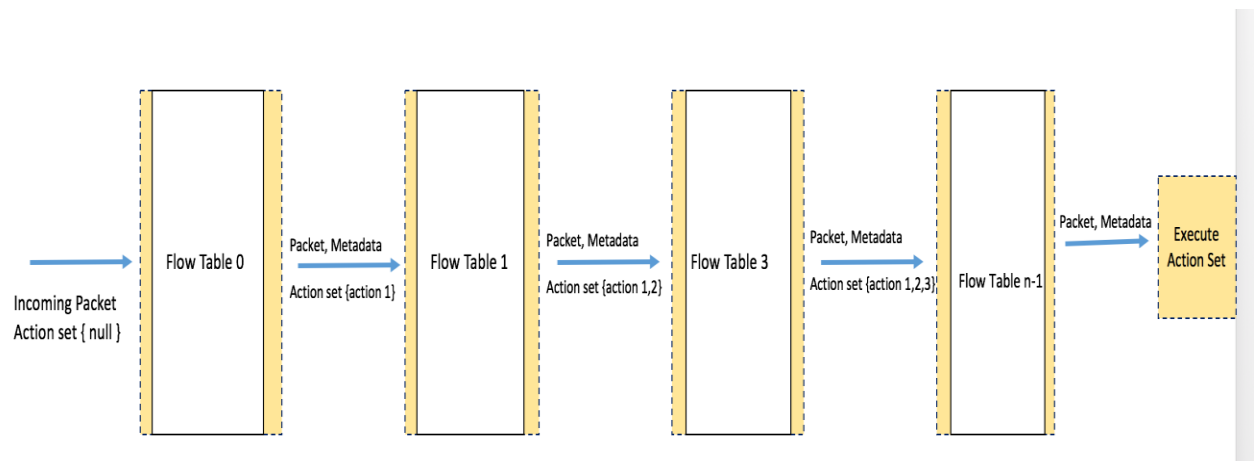 Incoming Packet
Action set { null }
Flow Table 0
Packet, Metadata
Action set {action 1}
Flow Table 1
Packet, Metadata
Action set {action 1,2}
Flow Table 3
Packet, Metadata
Action set {action 1,2,3}
Flow Table n-1
Packet, Metadata
Execute
Action Set